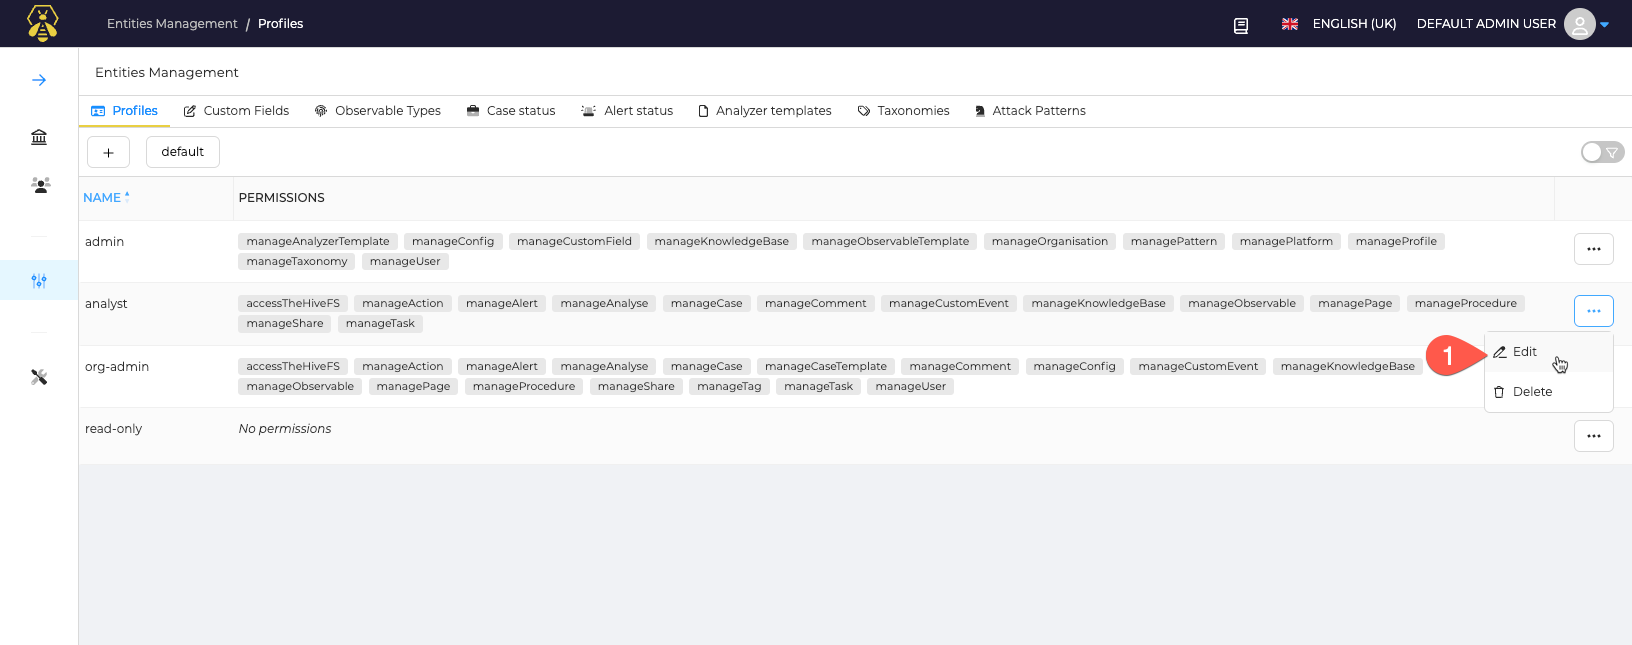 Entities Management / Profiles ENGLISH (UK) DEFAULT ADMIN USER
Entities Management
Profiles Custom Fields Observable Types Case status Alert status Analyzer templates Taxonomies Attack Patterns
+ default
NAME PERMISSIONS
admin manageAnalyzerTemplate manageConfig manageCustomField manageKnowledgeBase manageObservableTemplate manageOrganisation managePattern managePlatform manageProfile
manageTaxonomy manageUser
analyst accessTheHiveFS manageAction manageAlert manageAnalyse manageCase manageComment manageCustomEvent manageKnowledgeBase manageObservable managePage manageProcedure
manageShare manageTask
1 Edit
org-admin accessTheHiveFS manageAction manageAlert manageAnalyse manageCase manageCaseTemplate manageComment manageConfig manageCustomEvent manageKnowledgeBase
manageObservable managePage manageProcedure manageShare manageTag manageTask manageUser
Delete
read-only No permissions